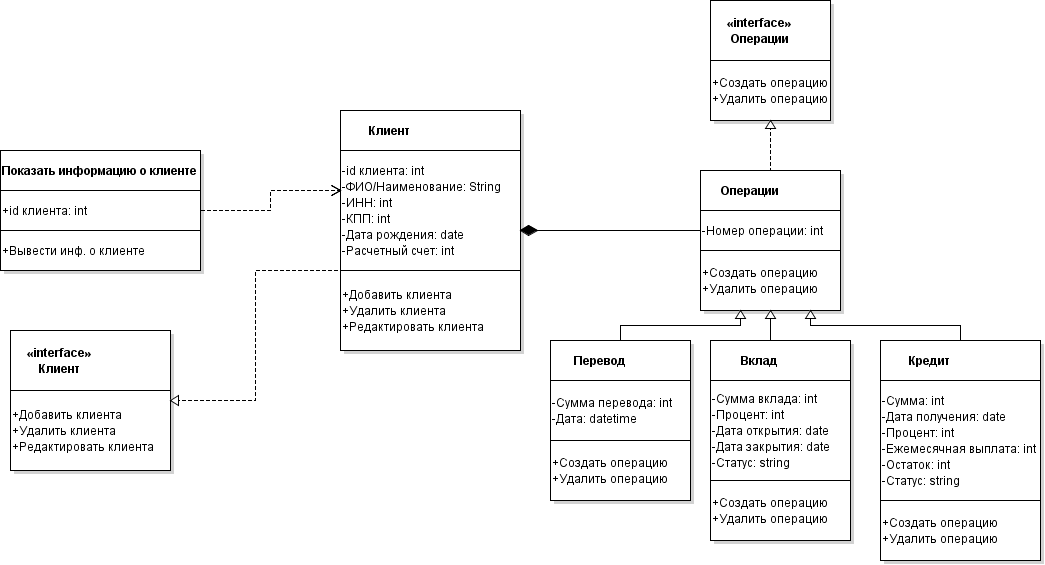 «interface»
Операции
+Создать операцию
+Удалить операцию
Клиент
-id клиента: int
-ФИО/Наименование: String
-ИНН: int
-КПП: int
-Дата рождения: date
-Расчетный счет: int
+Добавить клиента
+Удалить клиента
+Редактировать клиента
Показать информацию о клиенте
+id клиента: int
+Вывести инф. о клиенте
Операции
-Номер операции: int
+Создать операцию
+Удалить операцию
«interface»
Клиент
+Добавить клиента
+Удалить клиента
+Редактировать клиента
Перевод
-Сумма перевода: int
-Дата: datetime
+Создать операцию
+Удалить операцию
Вклад
-Сумма вклада: int
-Процент: int
-Дата открытия: date
-Дата закрытия: date
-Статус: string
+Создать операцию
+Удалить операцию
Кредит
-Сумма: int
-Дата получения: date
-Процент: int
-Ежемесячная выплата: int
-Остаток: int
-Статус: string
+Создать операцию
+Удалить операцию